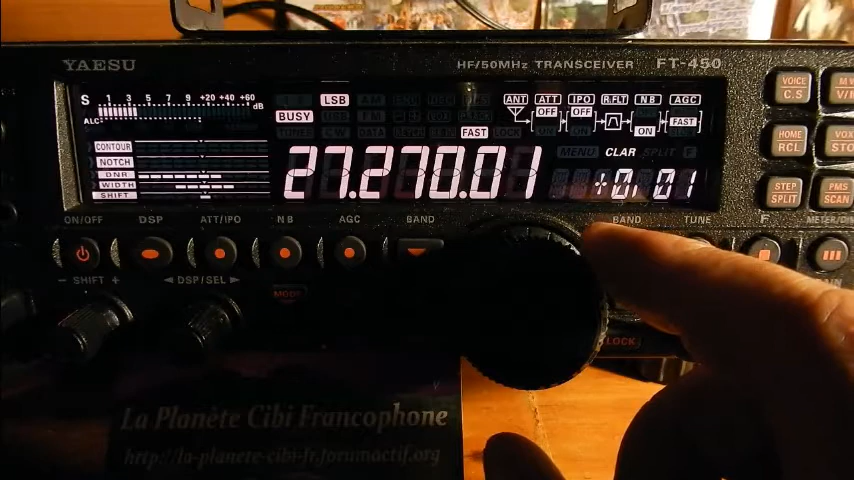 YAESU HF/50MHz TRANSCEIVER FT-450
S 1 3 5 7 9 +20 +40 +60 dB
ALC
LSB
BUSY
FAST
ANT ATT IPO R.FLT NB AGC
OFF OFF ON FAST
CONTOUR
NOTCH
DNR
WIDTH
SHIFT
MENU CLAR SPLIT F
27.270.01 +0.01
VOICE C.S
HOME RCL
STEP SPLIT
VOX
PMS SCAN
ON/OFF DSP ATT/IPO NB AGC BAND BAND TUNE F
- SHIFT + ◄ DSP/SEL ► MODE
LOCK
La Planète Cibi Francophone
http://la-planete-cibi-fr.forumactif.org/